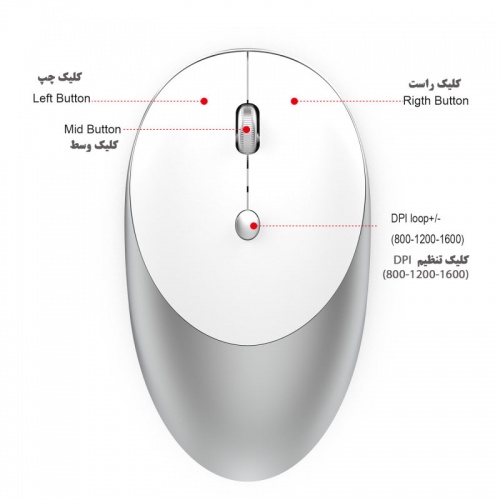 کلیک چپ
Left Button
کلیک راست
Rigth Button
Mid Button
کلیک وسط
DPI loop+/-
(800-1200-1600)
کلیک تنظیم DPI
(800-1200-1600)